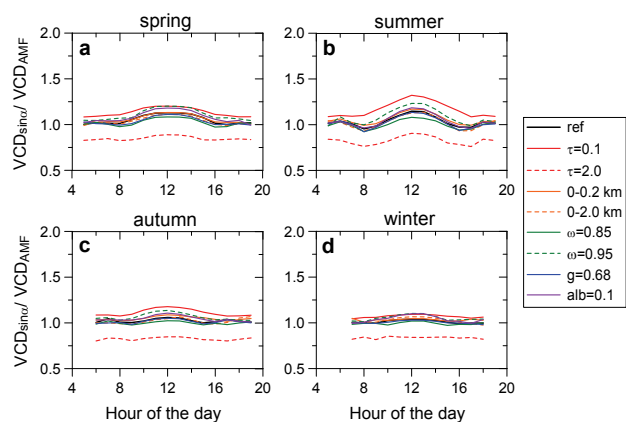 spring
summer
VCDsinα/ VCDAMF
2.0
1.5
1.0
0.5
a
4
8
12
16
20
2.0
1.5
1.0
0.5
b
4
8
12
16
20
autumn
winter
VCDsinα/ VCDAMF
2.0
1.5
1.0
0.5
c
4
8
12
16
20
Hour of the day
2.0
1.5
1.0
0.5
d
4
8
12
16
20
Hour of the day
ref
τ=0.1
τ=2.0
0-0.2 km
0-2.0 km
ω=0.85
ω=0.95
g=0.68
alb=0.1